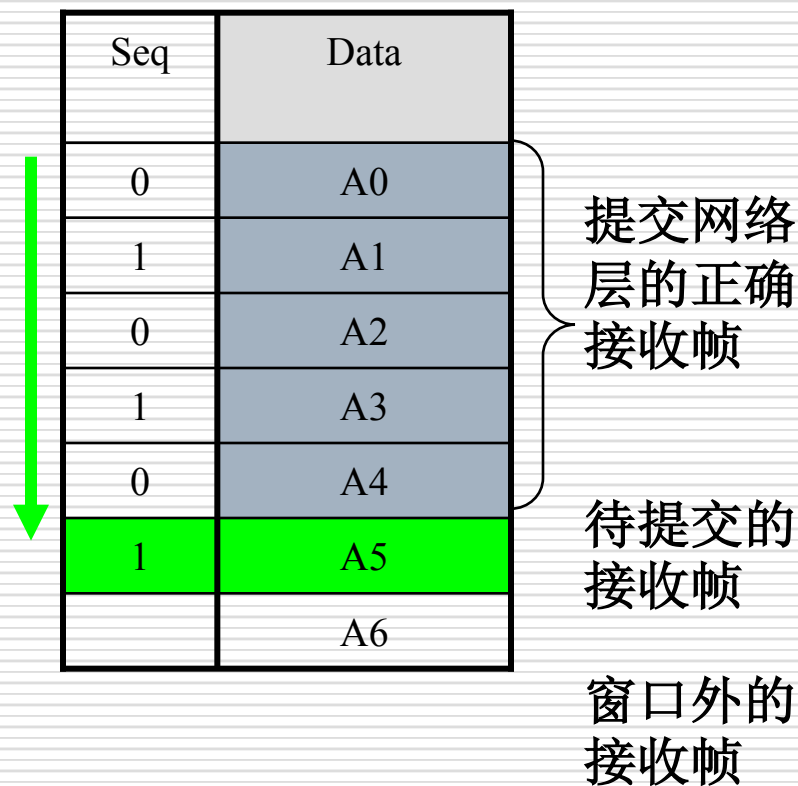 Seq Data
0 A0
1 A1
0 A2
1 A3
0 A4
1 A5
A6
提交网络
层的正确
接收帧
待提交的
接收帧
窗口外的
接收帧